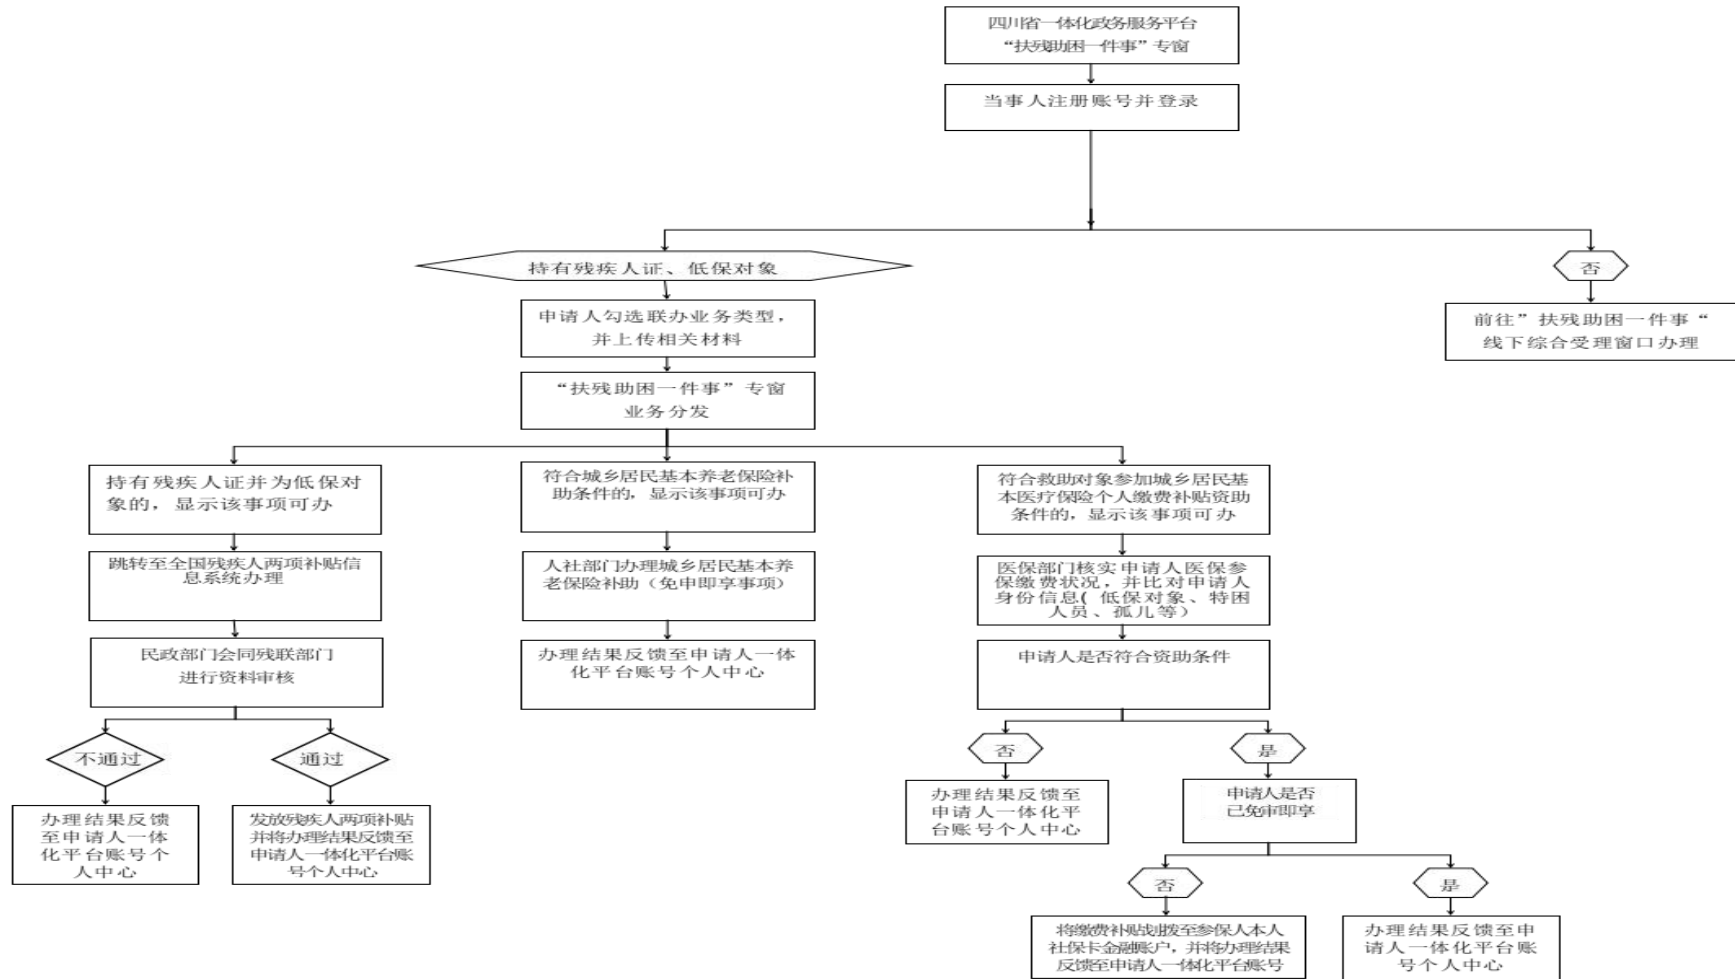 四川省一体化政务服务平台
“扶残助困一件事”专窗
当事人注册账号并登录
持有残疾人证、低保对象
否
申请人勾选联办业务类型，
并上传相关材料
前往”扶残助困一件事“
线下综合受理窗口办理
“扶残助困一件事”专窗
业务分发
持有残疾人证并为低保对
象的，显示该事项可办
符合城乡居民基本养老保险补
助条件的，显示该事项可办
符合救助对象参加城乡居民基
本医疗保险个人缴费补贴资助
条件的，显示该事项可办
跳转至全国残疾人两项补贴信
息系统办理
人社部门办理城乡居民基本养
老保险补助（免申即享事项）
医保部门核实申请人医保参
保缴费状况，并比对申请人
身份信息( 低保对象、特困
人员、孤儿等）
民政部门会同残联部门
进行资料审核
办理结果反馈至申请人一体
化平台账号个人中心
申请人是否符合资助条件
不通过
通过
否
是
办理结果反馈
至申请人一体
化平台账号个
人中心
发放残疾人两项补贴
并将办理结果反馈至
申请人一体化平台账
号个人中心
办理结果反馈至
申请人一体化平
台账号个人中心
申请人是否
已免审即享
否
是
将缴费补贴划拨至参保人本人
社保卡金融账户，并将办理结果
反馈至申请人一体化平台账号
办理结果反馈至申
请人一体化平台账
号个人中心